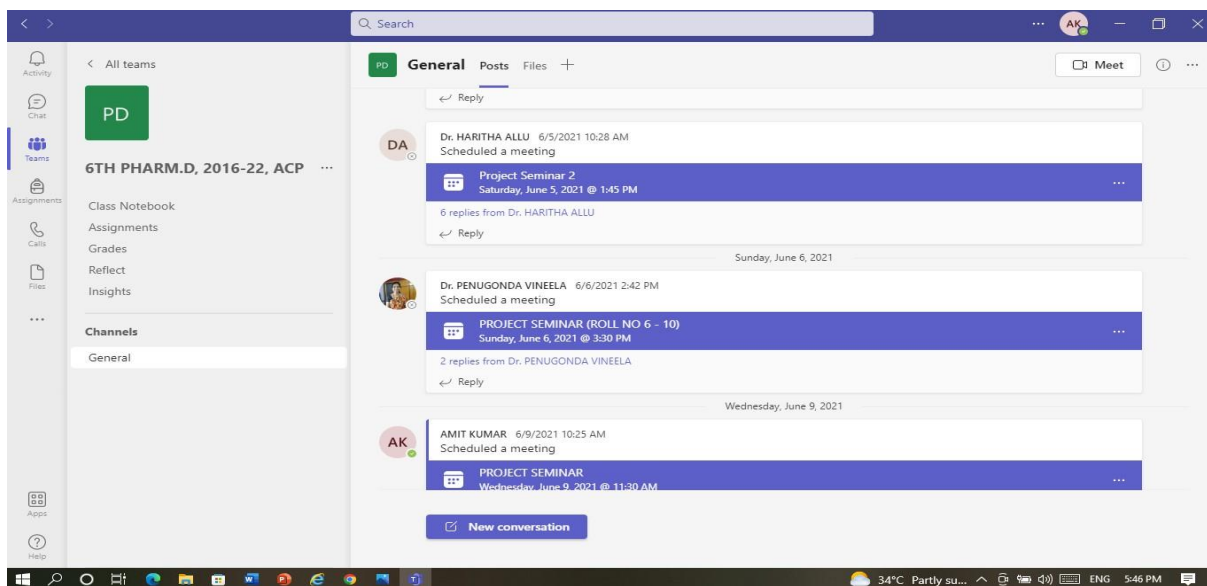 Search
AK
Activity
Chat
Teams
Assignments
Calls
Files
Apps
Help
All teams
PD
6TH PHARM.D, 2016-22, ACP
Class Notebook
Assignments
Grades
Reflect
Insights
Channels
General
PD General Posts Files
Meet
Reply
DA
Dr. HARITHA ALLU 6/5/2021 10:28 AM
Scheduled a meeting
Project Seminar 2
Saturday, June 5, 2021 @ 1:45 PM
6 replies from Dr. HARITHA ALLU
Reply
Sunday, June 6, 2021
Dr. PENUGONDA VINEELA 6/6/2021 2:42 PM
Scheduled a meeting
PROJECT SEMINAR (ROLL NO 6 - 10)
Sunday, June 6, 2021 @ 3:30 PM
2 replies from Dr. PENUGONDA VINEELA
Reply
Wednesday, June 9, 2021
AK
AMIT KUMAR 6/9/2021 10:25 AM
Scheduled a meeting
PROJECT SEMINAR
Wednesday, June 9, 2021 @ 11:30 AM
New conversation
34°C Partly su... ENG 5:46 PM